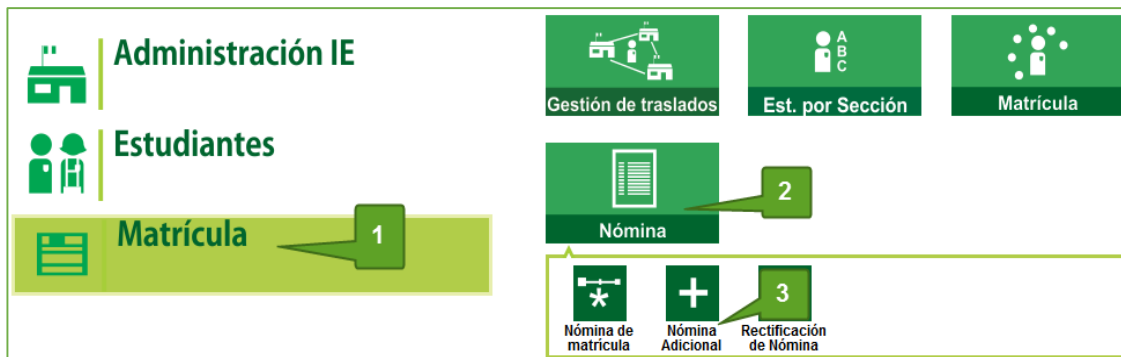 Administración IE
Estudiantes
Matrícula
1
Gestión de traslados
A
B
C
Est. por Sección
Matrícula
2
Nómina
3
Nómina de
matrícula
Nómina
Adicional
Rectificación
de Nómina